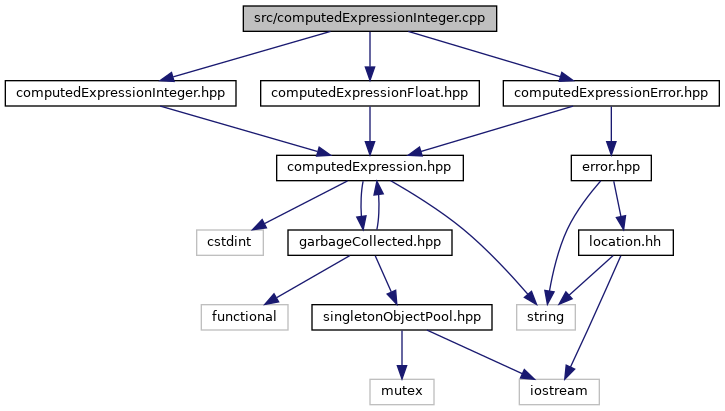 src/computedExpressionInteger.cpp
computedExpressionInteger.hpp
computedExpressionFloat.hpp
computedExpressionError.hpp
computedExpression.hpp
error.hpp
cstdint
garbageCollected.hpp
location.hh
functional
singletonObjectPool.hpp
string
mutex
iostream